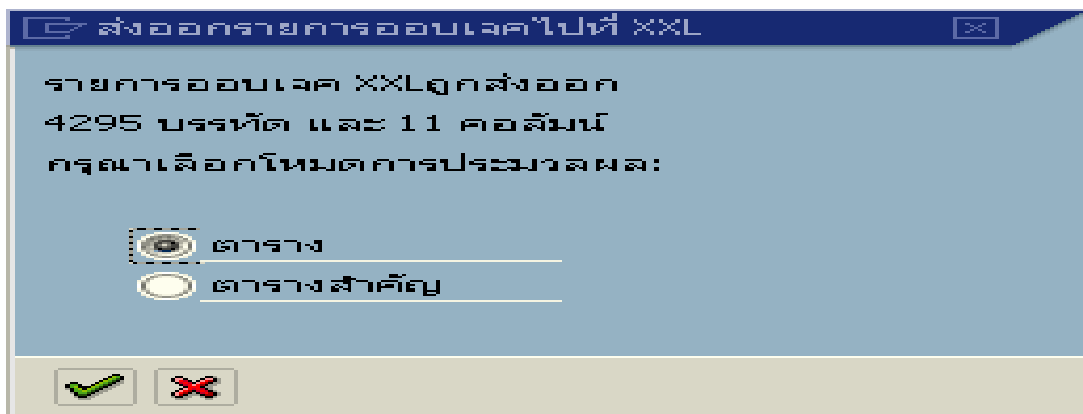 ส่งออกรายการออบเจคไปที่ XXL
รายการออบเจค XXLถูกส่งออก
4295 บรรทัด และ 11 คอลัมน์
กรุณาเลือกโหมดการประมวลผล:
ตาราง
ตารางสำคัญ